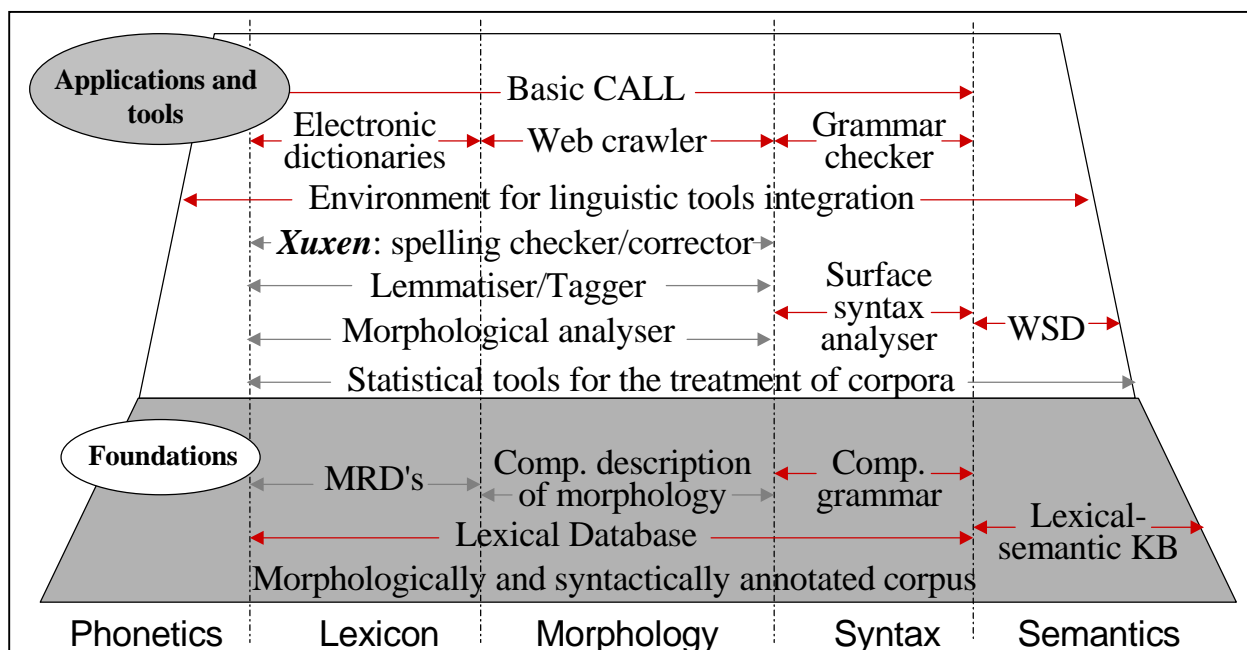 Applications and
tools
Basic CALL
Electronic
dictionaries
Web crawler
Grammar
checker
Environment for linguistic tools integration
Xuxen: spelling checker/corrector
Lemmatiser/Tagger
Surface
syntax
analyser
Morphological analyser
WSD
Statistical tools for the treatment of corpora
Foundations
MRD's
Comp. description
of morphology
Comp.
grammar
Lexical Database
Lexical-
semantic KB
Morphologically and syntactically annotated corpus
Phonetics
Lexicon
Morphology
Syntax
Semantics